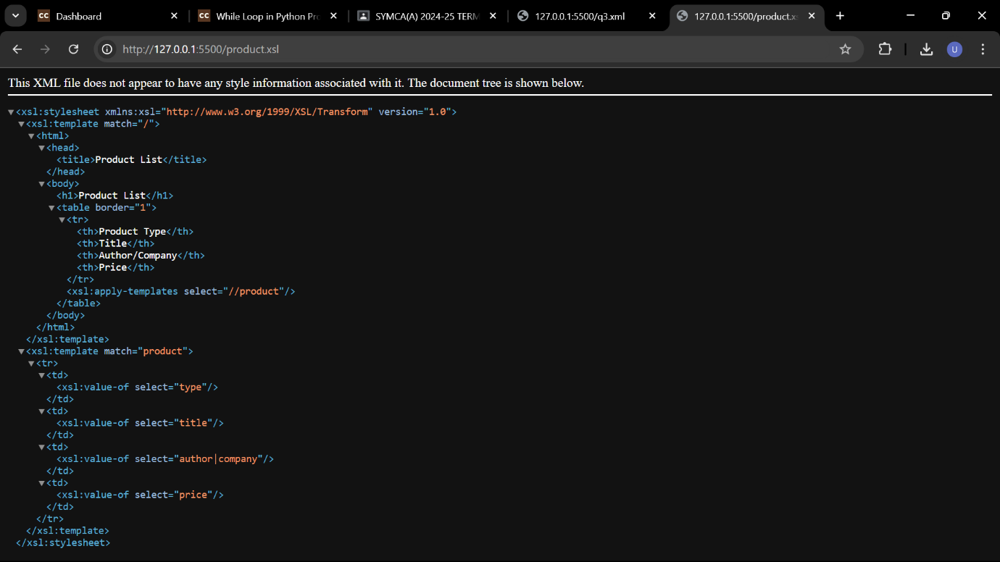 CC Dashboard
CC While Loop in Python Pr
SYMCA(A) 2024-25 TERM
127.0.0.1:5500/q3.xml
127.0.0.1:5500/product.x
http://127.0.0.1:5500/product.xsl
U
This XML file does not appear to have any style information associated with it. The document tree is shown below.
▼<xsl:stylesheet xmlns:xsl="http://www.w3.org/1999/XSL/Transform" version="1.0">
▼<xsl:template match="/">
▼<html>
▼<head>
<title>Product List</title>
</head>
▼<body>
<h1>Product List</h1>
▼<table border="1">
▼<tr>
<th>Product Type</th>
<th>Title</th>
<th>Author/Company</th>
<th>Price</th>
</tr>
<xsl:apply-templates select="//product"/>
</table>
</body>
</html>
</xsl:template>
▼<xsl:template match="product">
▼<tr>
▼<td>
<xsl:value-of select="type"/>
</td>
▼<td>
<xsl:value-of select="title"/>
</td>
▼<td>
<xsl:value-of select="author|company"/>
</td>
▼<td>
<xsl:value-of select="price"/>
</td>
</tr>
</xsl:template>
</xsl:stylesheet>